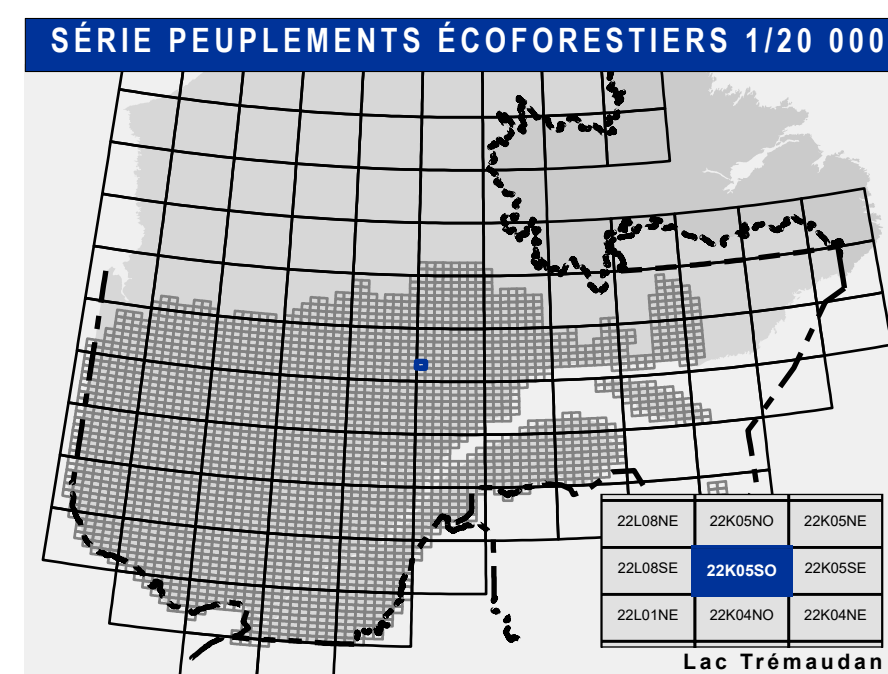 SÉRIE PEUPLEMENTS ÉCOFORESTIERS 1/20 000
22L08NE 22K05NO 22K05NE
22L08SE 22K05SO 22K05SE
22L01NE 22K04NO 22K04NE
Lac Trémaudan